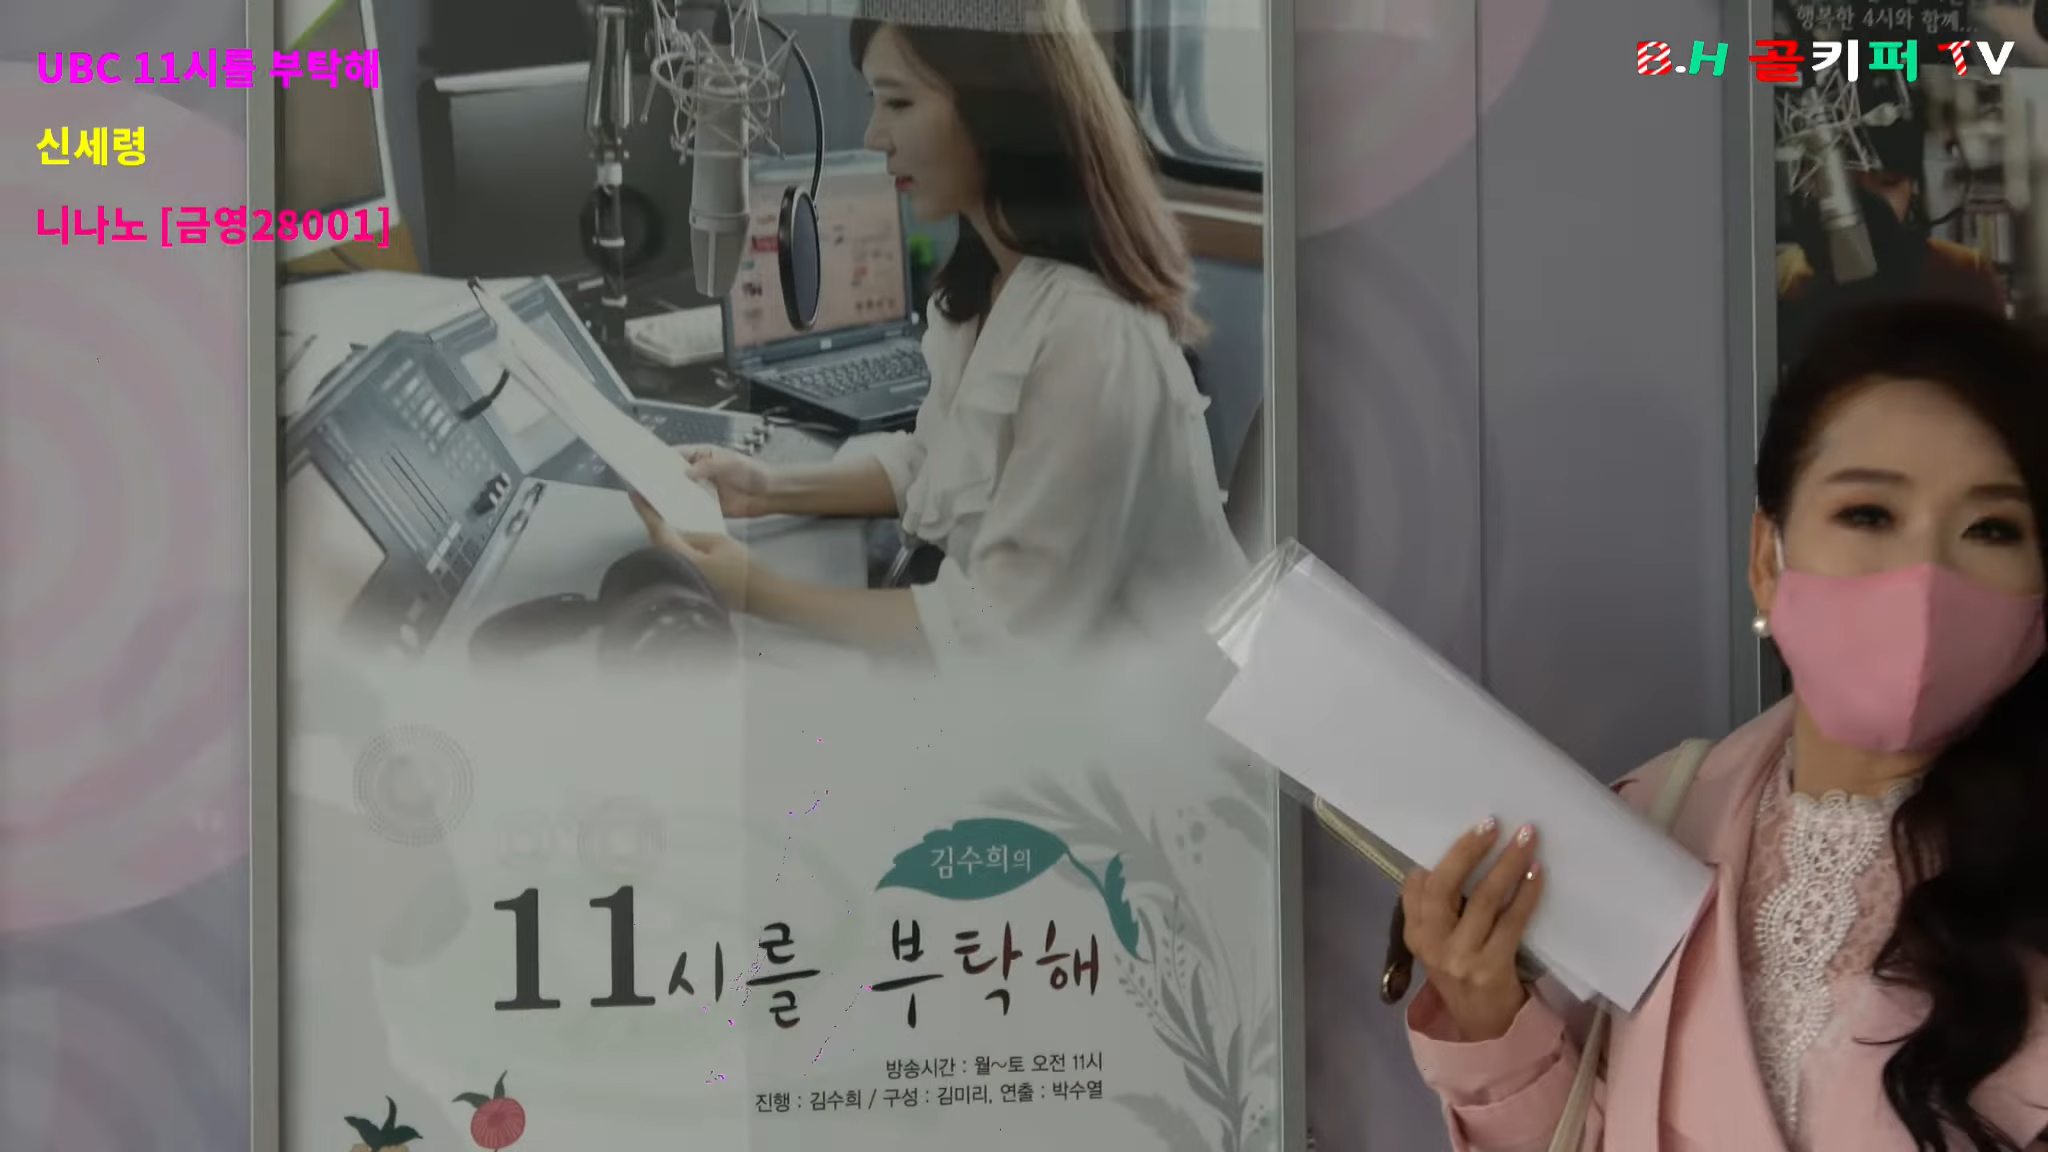 UBC 11시를 부탁해
신세령
니나노 [금영28001]
행복한 4시와 함께...
B.H 골키퍼 TV
김수희의
11시를 부탁해
방송시간 : 월~토 오전 11시
진행 : 김수희 / 구성 : 김미리, 연출 : 박수열